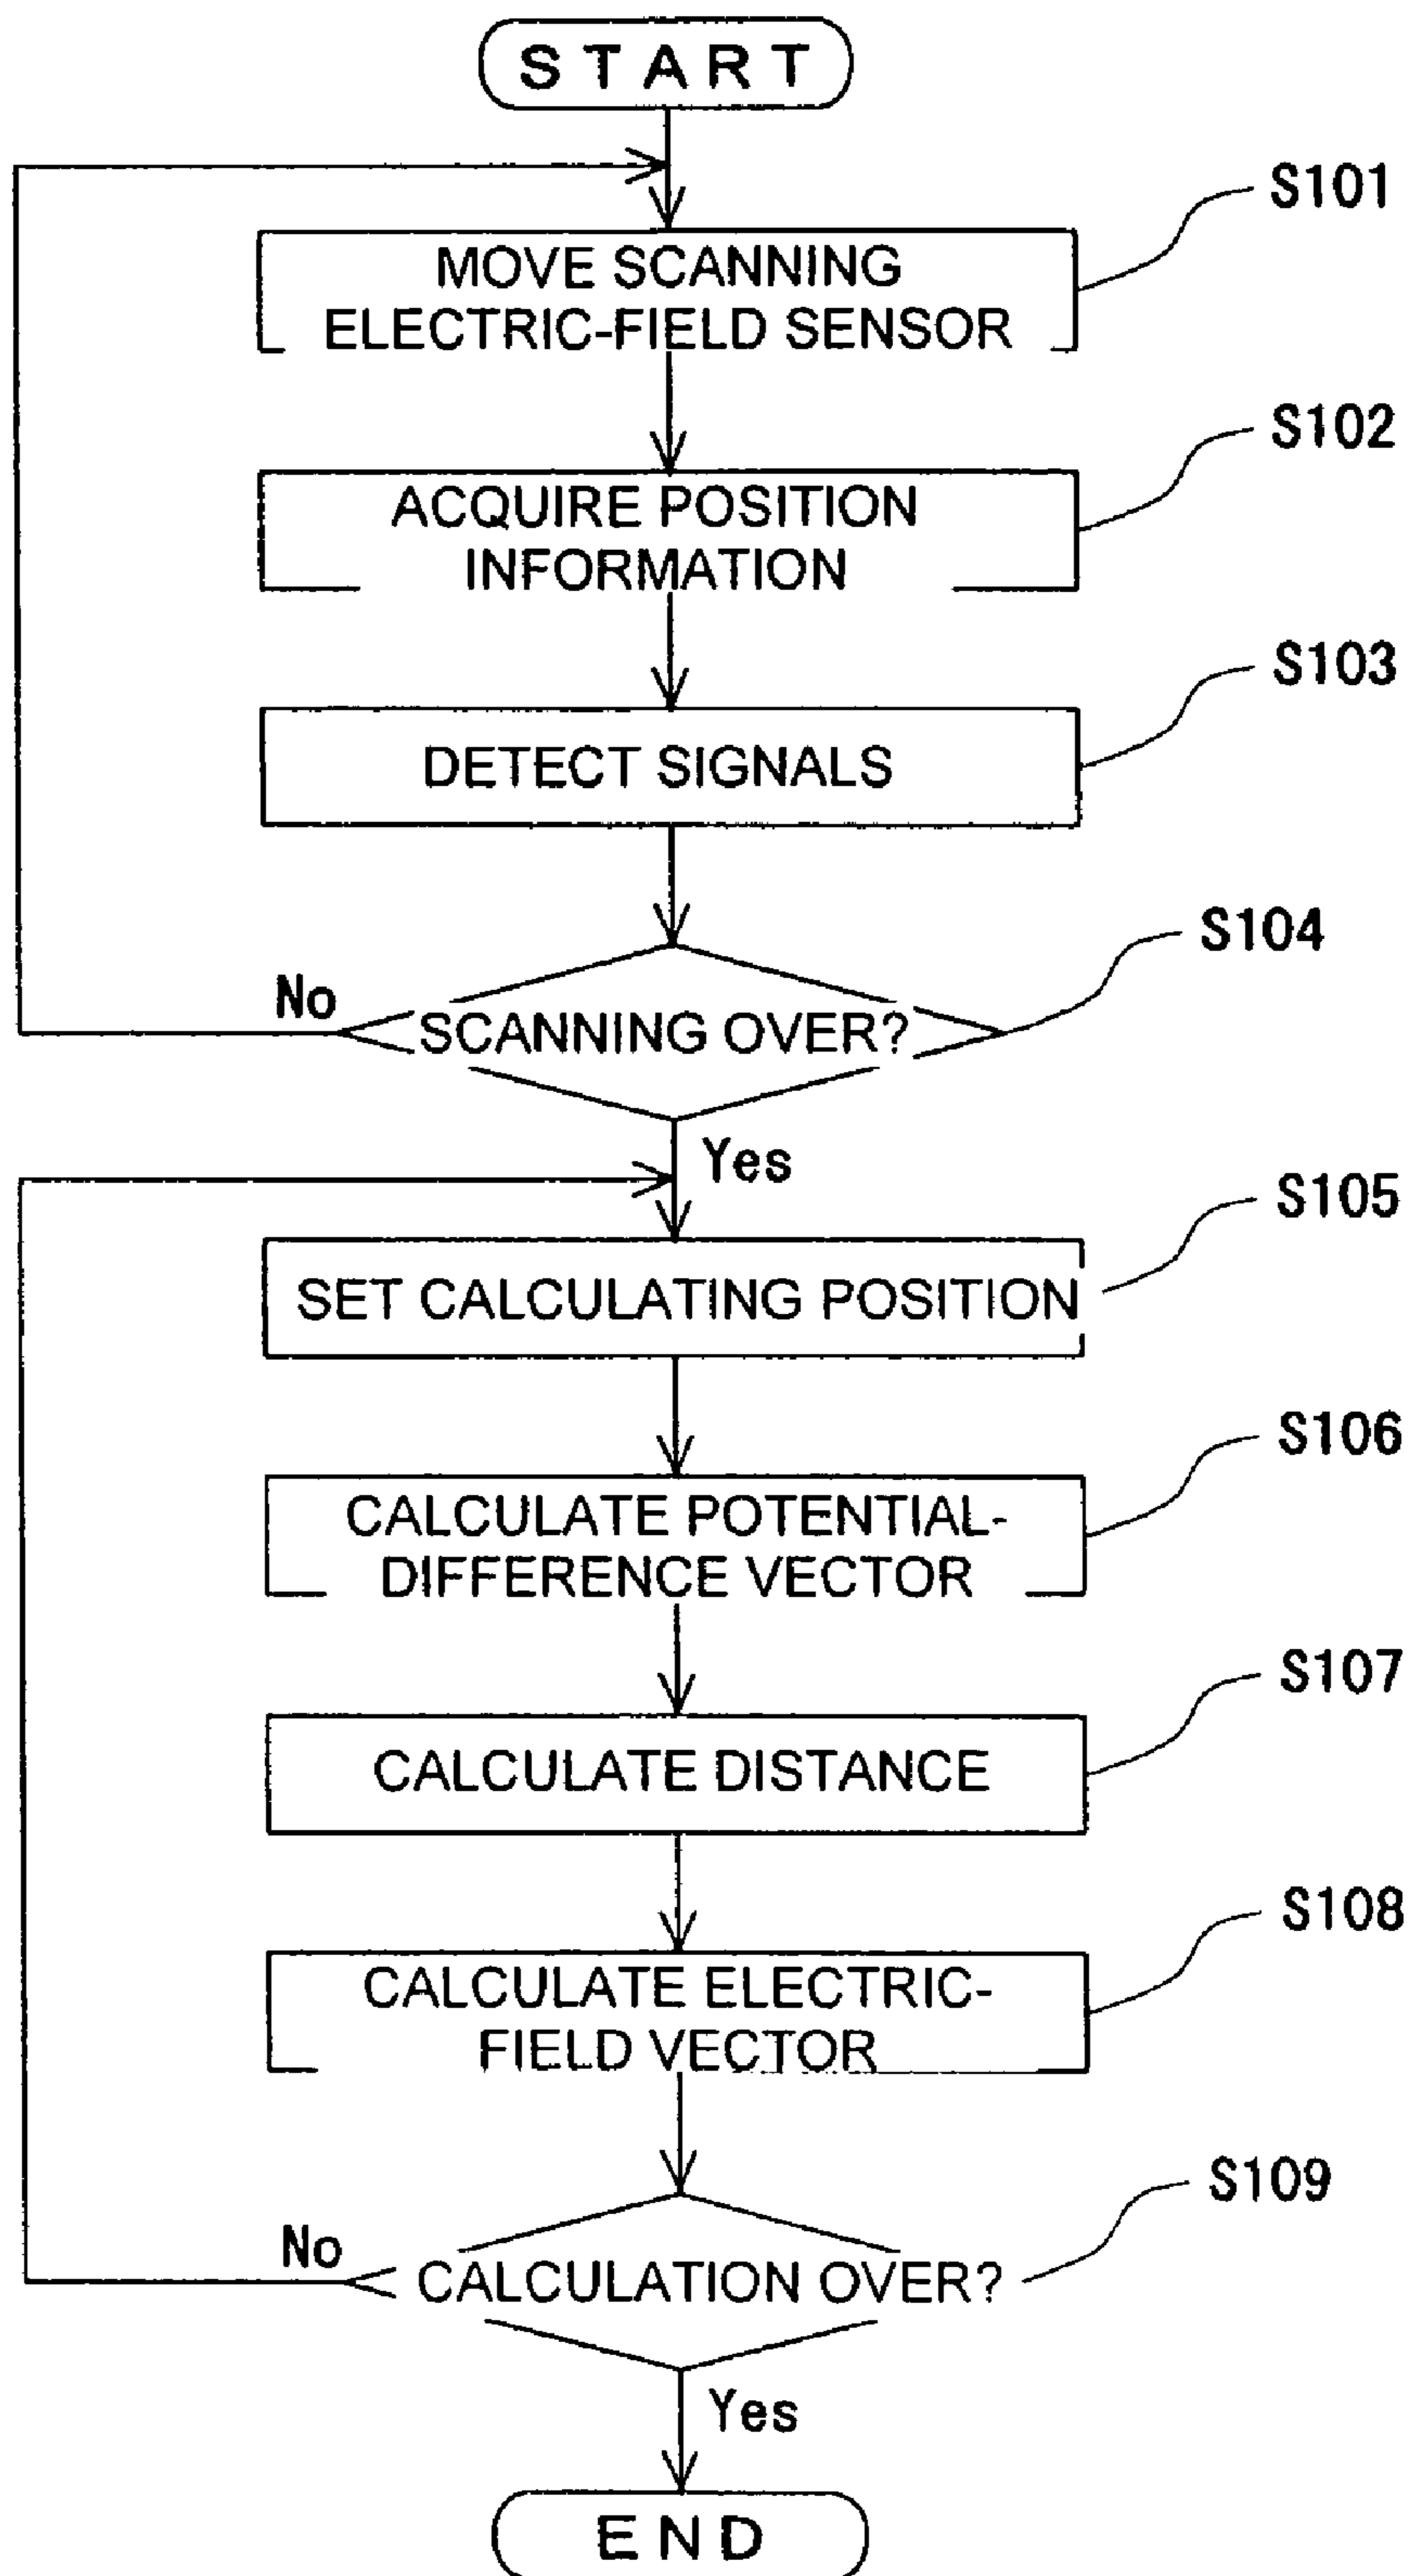 START
S101
MOVE SCANNING
ELECTRIC-FIELD SENSOR
S102
ACQUIRE POSITION
INFORMATION
S103
DETECT SIGNALS
S104
No
SCANNING OVER?
Yes
S105
SET CALCULATING POSITION
S106
CALCULATE POTENTIAL-
DIFFERENCE VECTOR
S107
CALCULATE DISTANCE
S108
CALCULATE ELECTRIC-
FIELD VECTOR
S109
No
CALCULATION OVER?
Yes
END